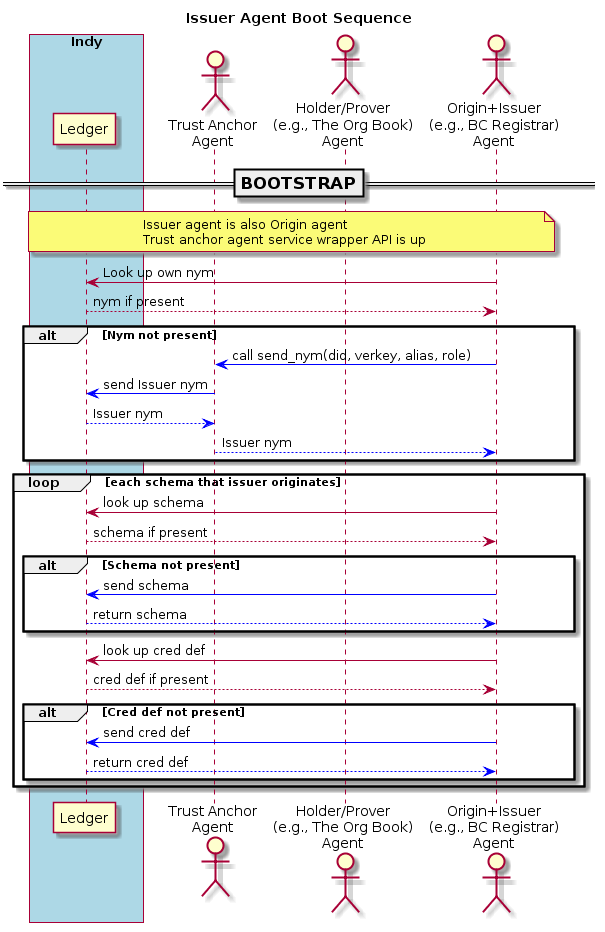 Issuer Agent Boot Sequence
Indy
Ledger
Trust Anchor
Agent
Holder/Prover
(e.g., The Org Book)
Agent
Origin+Issuer
(e.g., BC Registrar)
Agent
BOOTSTRAP
Issuer agent is also Origin agent
Trust anchor agent service wrapper API is up
Look up own nym
nym if present
alt [Nym not present]
call send_nym(did, verkey, alias, role)
send Issuer nym
Issuer nym
Issuer nym
loop [each schema that issuer originates]
look up schema
schema if present
alt [Schema not present]
send schema
return schema
look up cred def
cred def if present
alt [Cred def not present]
send cred def
return cred def
Ledger
Trust Anchor
Agent
Holder/Prover
(e.g., The Org Book)
Agent
Origin+Issuer
(e.g., BC Registrar)
Agent